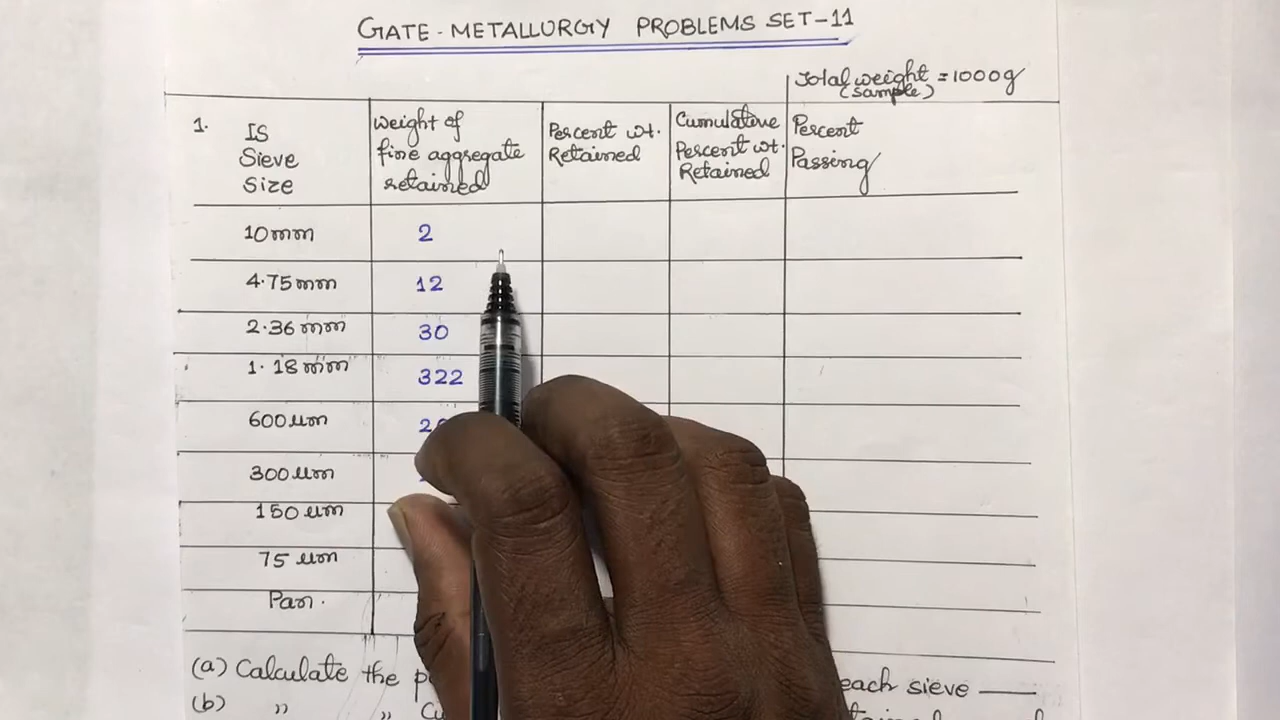 GATE-METALLURGY PROBLEMS SET-11
Total weight = 1000g
(sample)
1. IS Sieve Size
Weight of fine aggregate retained
Percent wt. Retained
Cumulative Percent wt. Retained
Percent Passing
10mm 2
4.75mm 12
2.36mm 30
1.18mm 322
600μm
300μm
150μm
75μm
Pan.
(a) Calculate the each sieve
(b) ,, ,,